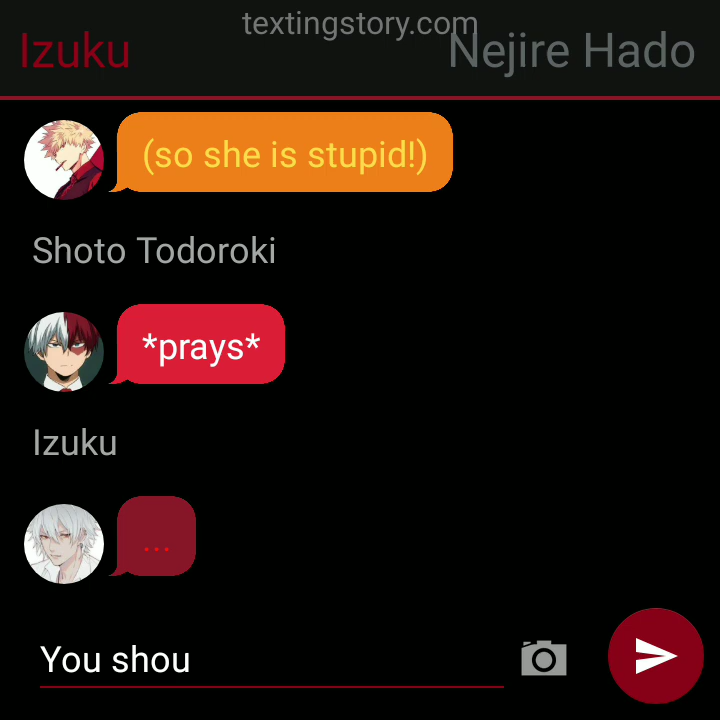 textingstory.com
Izuku
Nejire Hado
(so she is stupid!)
Shoto Todoroki
*prays*
Izuku
...
You shou